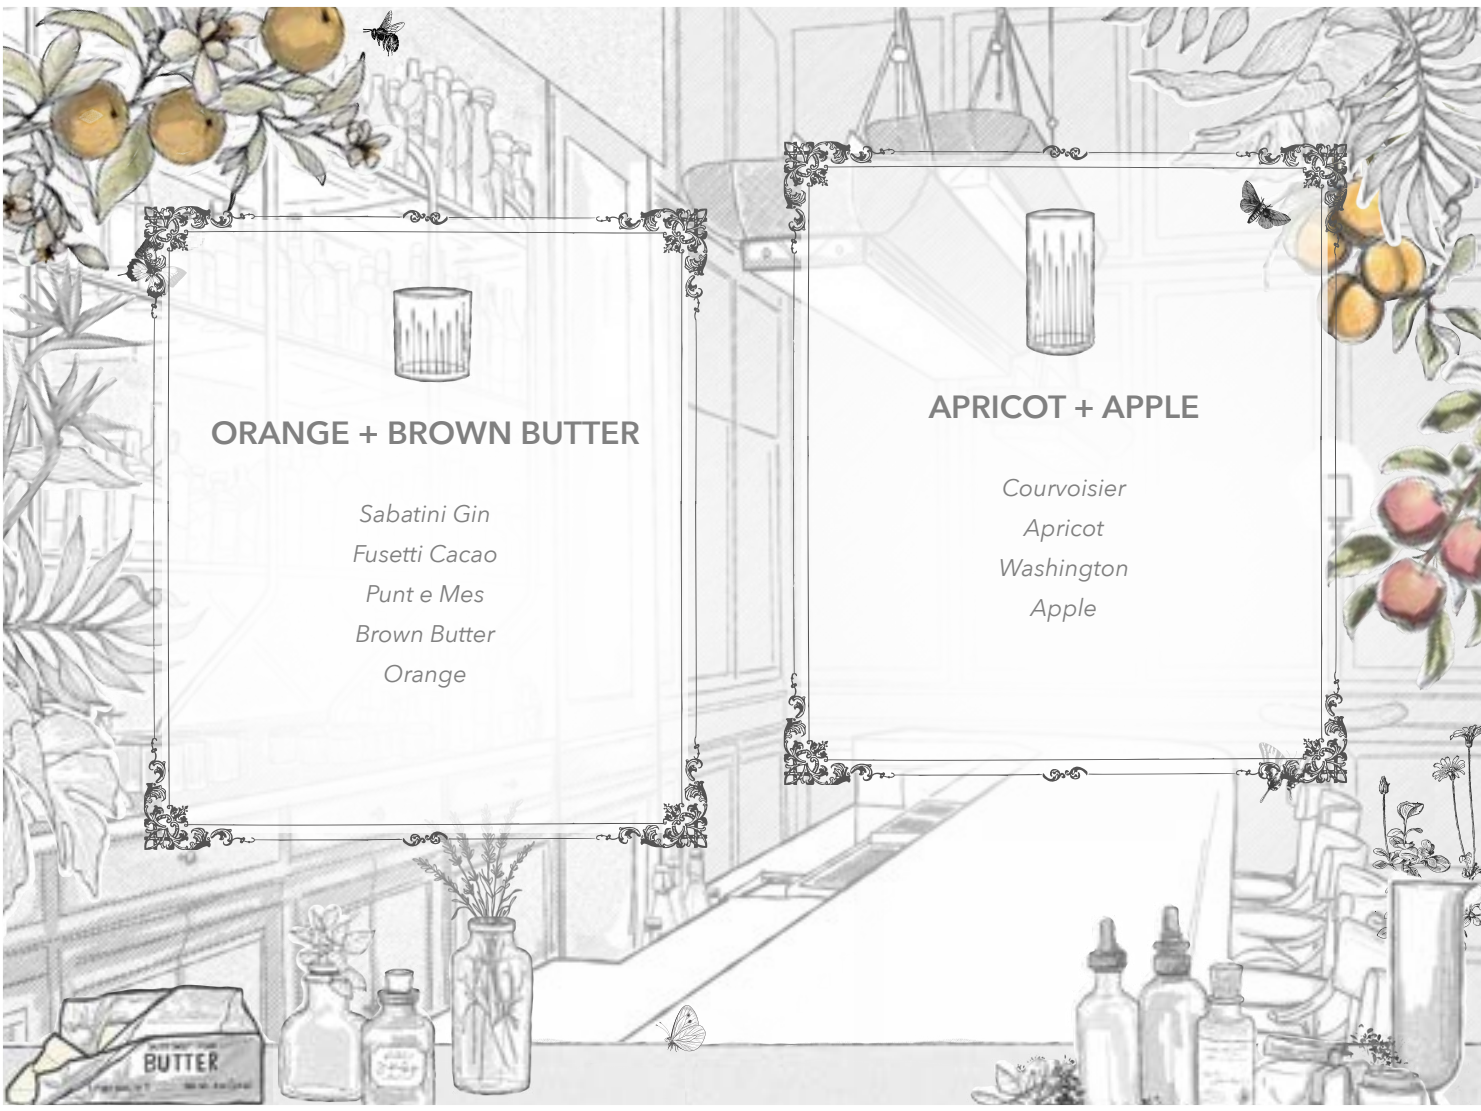 ORANGE + BROWN BUTTER
Sabatini Gin
Fusetti Cacao
Punt e Mes
Brown Butter
Orange
APRICOT + APPLE
Courvoisier
Apricot
Washington
Apple
BUTTER